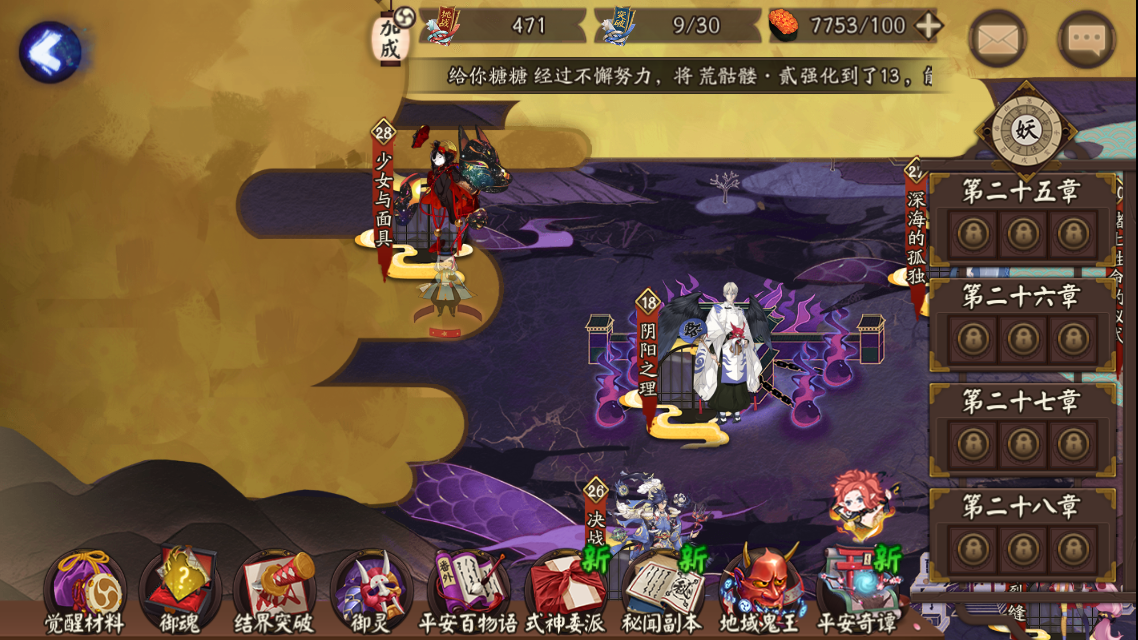 加成
471
9/30
7753/100
给你糖糖 经过不懈努力，将 荒骷髅·贰强化到了13，
妖
28
少女与面具
深海的孤独
18
阴阳之理
26
决战
第二十五章
第二十六章
第二十七章
第二十八章
新
新
新
觉醒材料
御魂
结界突破
御灵
番外
平安百物语
式神委派
秘闻副本
地域鬼王
平安奇谭